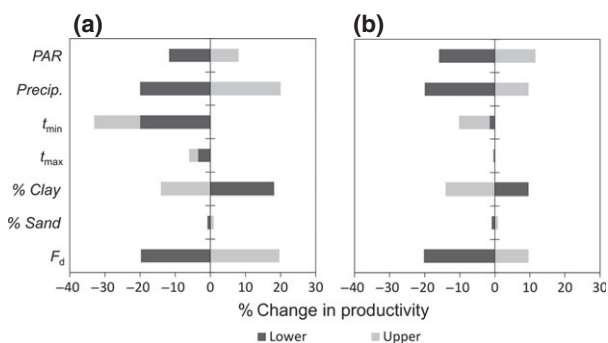 (a) (b)
PAR
Precip.
tmin
tmax
% Clay
% Sand
Fd
–40 –30 –20 –10 0 10 20 30 –40 –30 –20 –10 0 10 20 30
% Change in productivity
Lower Upper